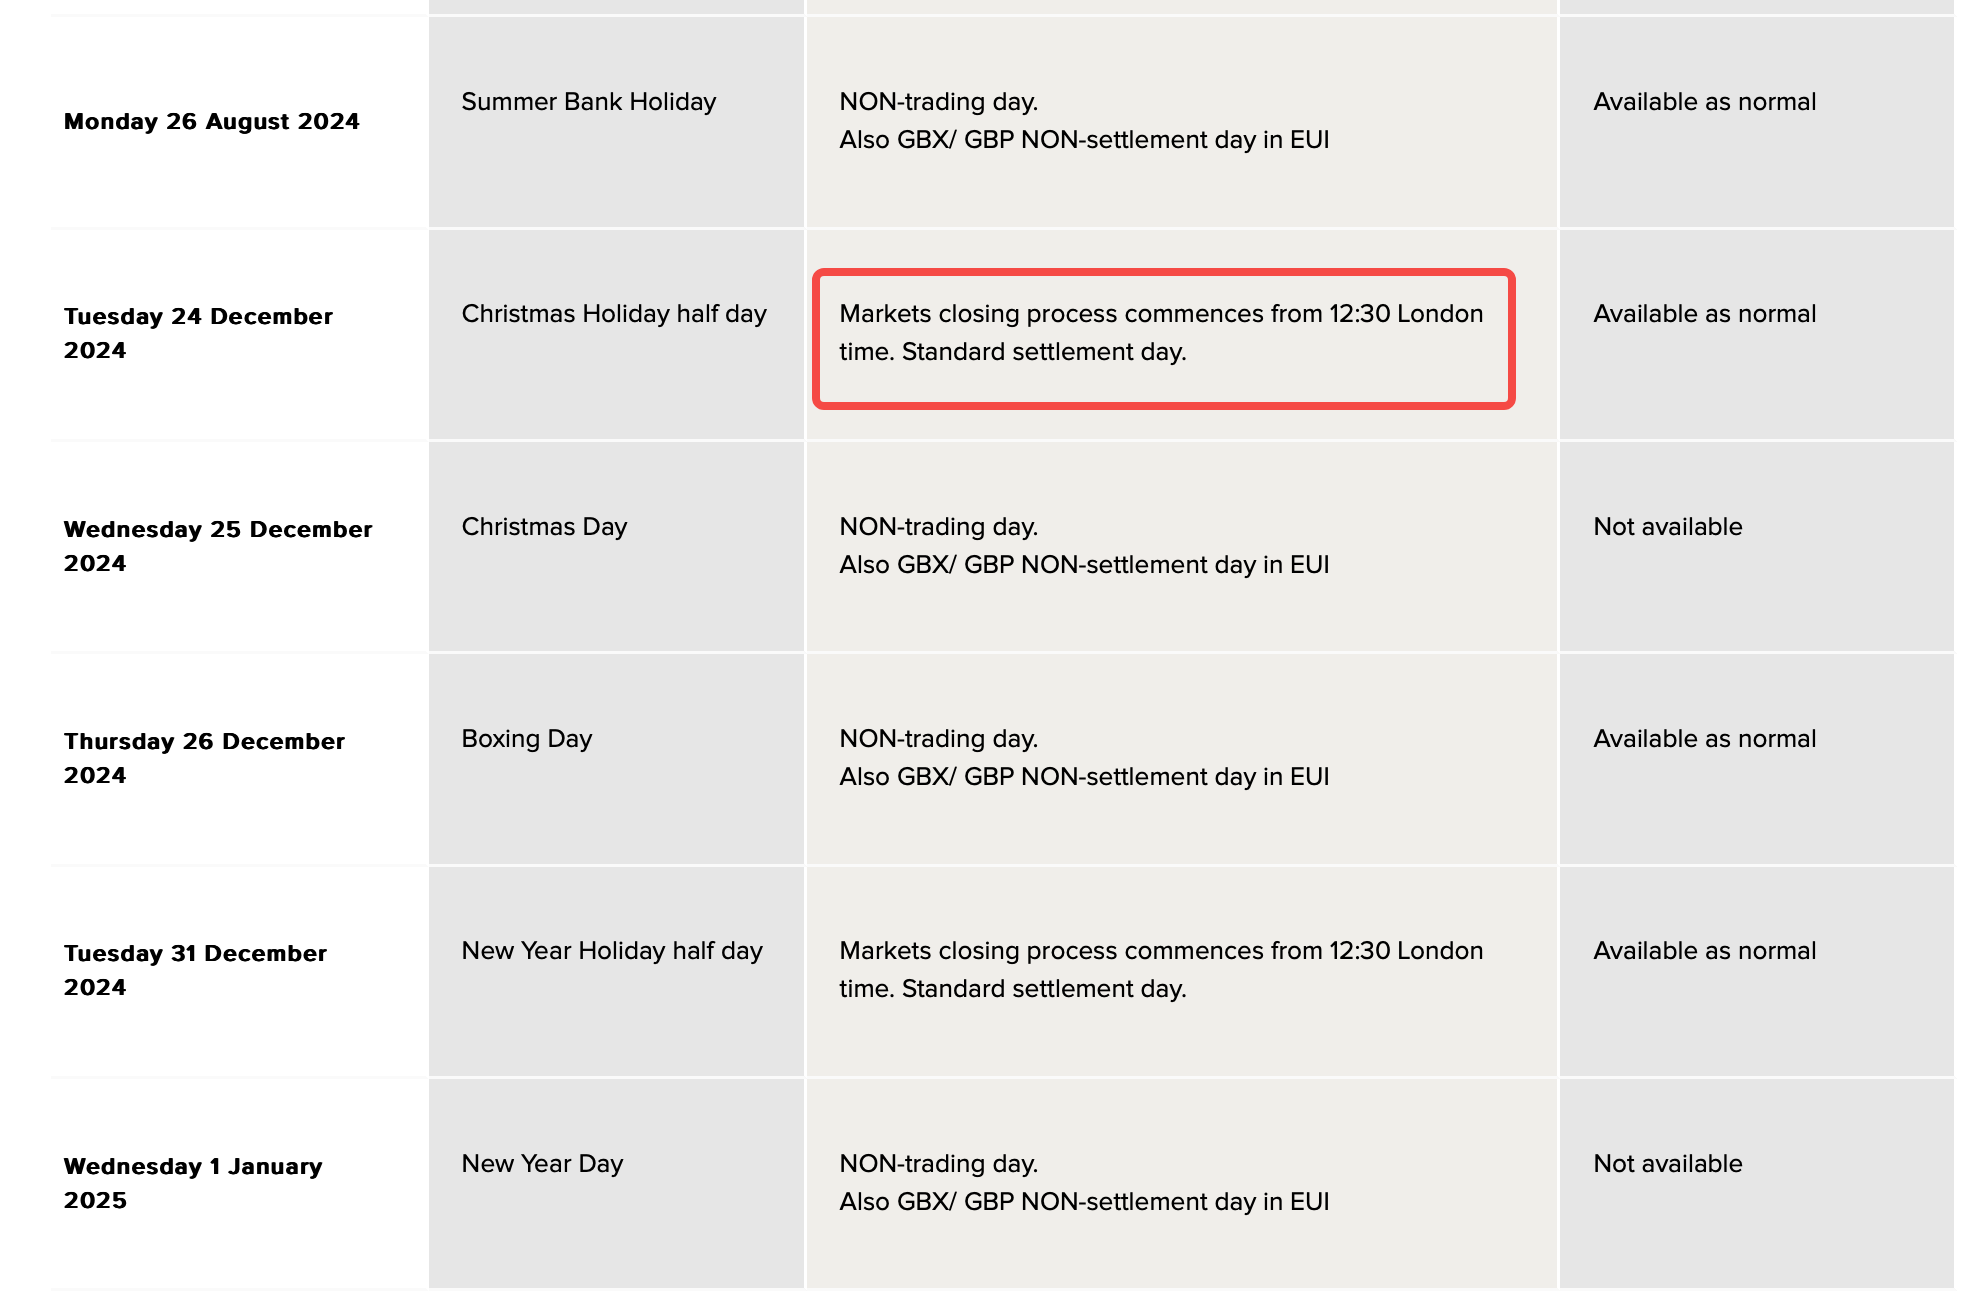 Monday 26 August 2024
Summer Bank Holiday
NON-trading day.
Also GBX/ GBP NON-settlement day in EUI
Available as normal
Tuesday 24 December
2024
Christmas Holiday half day
Markets closing process commences from 12:30 London
time. Standard settlement day.
Available as normal
Wednesday 25 December
2024
Christmas Day
NON-trading day.
Also GBX/ GBP NON-settlement day in EUI
Not available
Thursday 26 December
2024
Boxing Day
NON-trading day.
Also GBX/ GBP NON-settlement day in EUI
Available as normal
Tuesday 31 December
2024
New Year Holiday half day
Markets closing process commences from 12:30 London
time. Standard settlement day.
Available as normal
Wednesday 1 January
2025
New Year Day
NON-trading day.
Also GBX/ GBP NON-settlement day in EUI
Not available